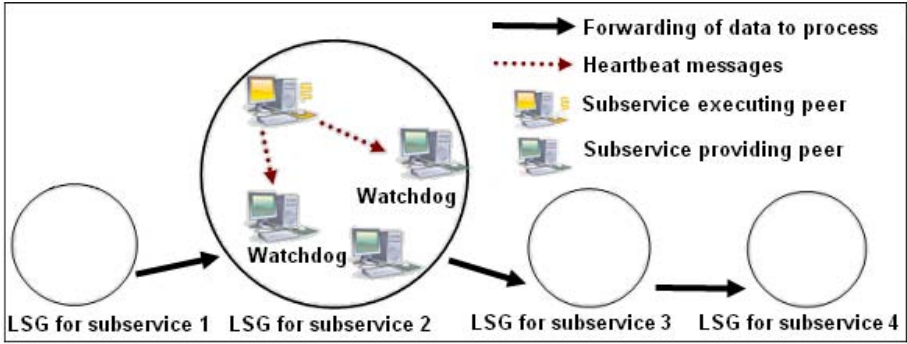 Forwarding of data to process
Heartbeat messages
Subservice executing peer
Subservice providing peer
Watchdog
Watchdog
LSG for subservice 1
LSG for subservice 2
LSG for subservice 3
LSG for subservice 4